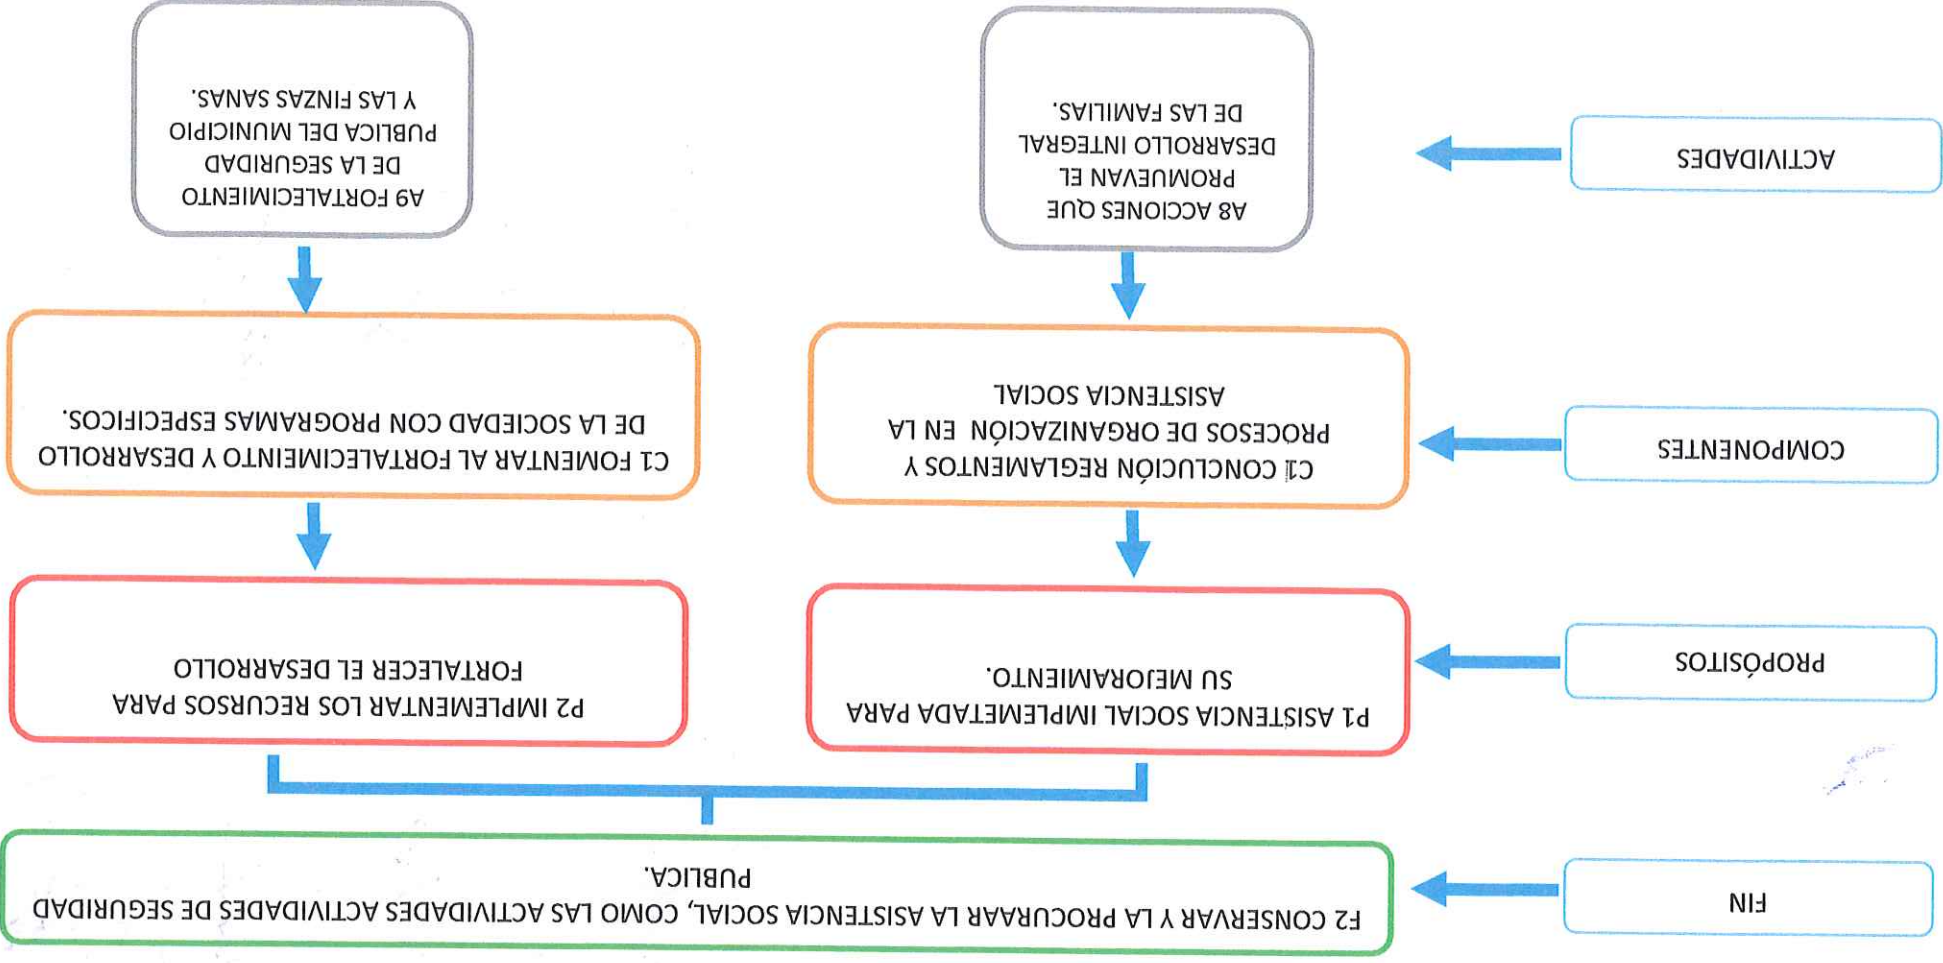 FIN
F2 CONSERVAR Y LA PROCURAAR LA ASISTENCIA SOCIAL, COMO LAS ACTIVIDADES ACTIVIDADES DE SEGURIDAD
PUBLICA.
PROPÓSITOS
P1 ASISTENCIA SOCIAL IMPLEMETADA PARA
SU MEJORAMIENTO.
P2 IMPLEMENTAR LOS RECURSOS PARA
FORTALECER EL DESARROLLO
COMPONENTES
C1 CONCLUCIÓN REGLAMENTOS Y
PROCESOS DE ORGANIZACIÓN EN LA
ASISTENCIA SOCIAL
C1 FOMENTAR AL FORTALECIMIEINTO Y DESARROLLO
DE LA SOCIEDAD CON PROGRAMAS ESPECIFICOS.
ACTIVIDADES
A8 ACCIONES QUE
PROMUEVAN EL
DESARROLLO INTEGRAL
DE LAS FAMILIAS.
A9 FORTALECIMIENTO
DE LA SEGURIDAD
PUBLICA DEL MUNICIPIO
Y LAS FINZAS SANAS.